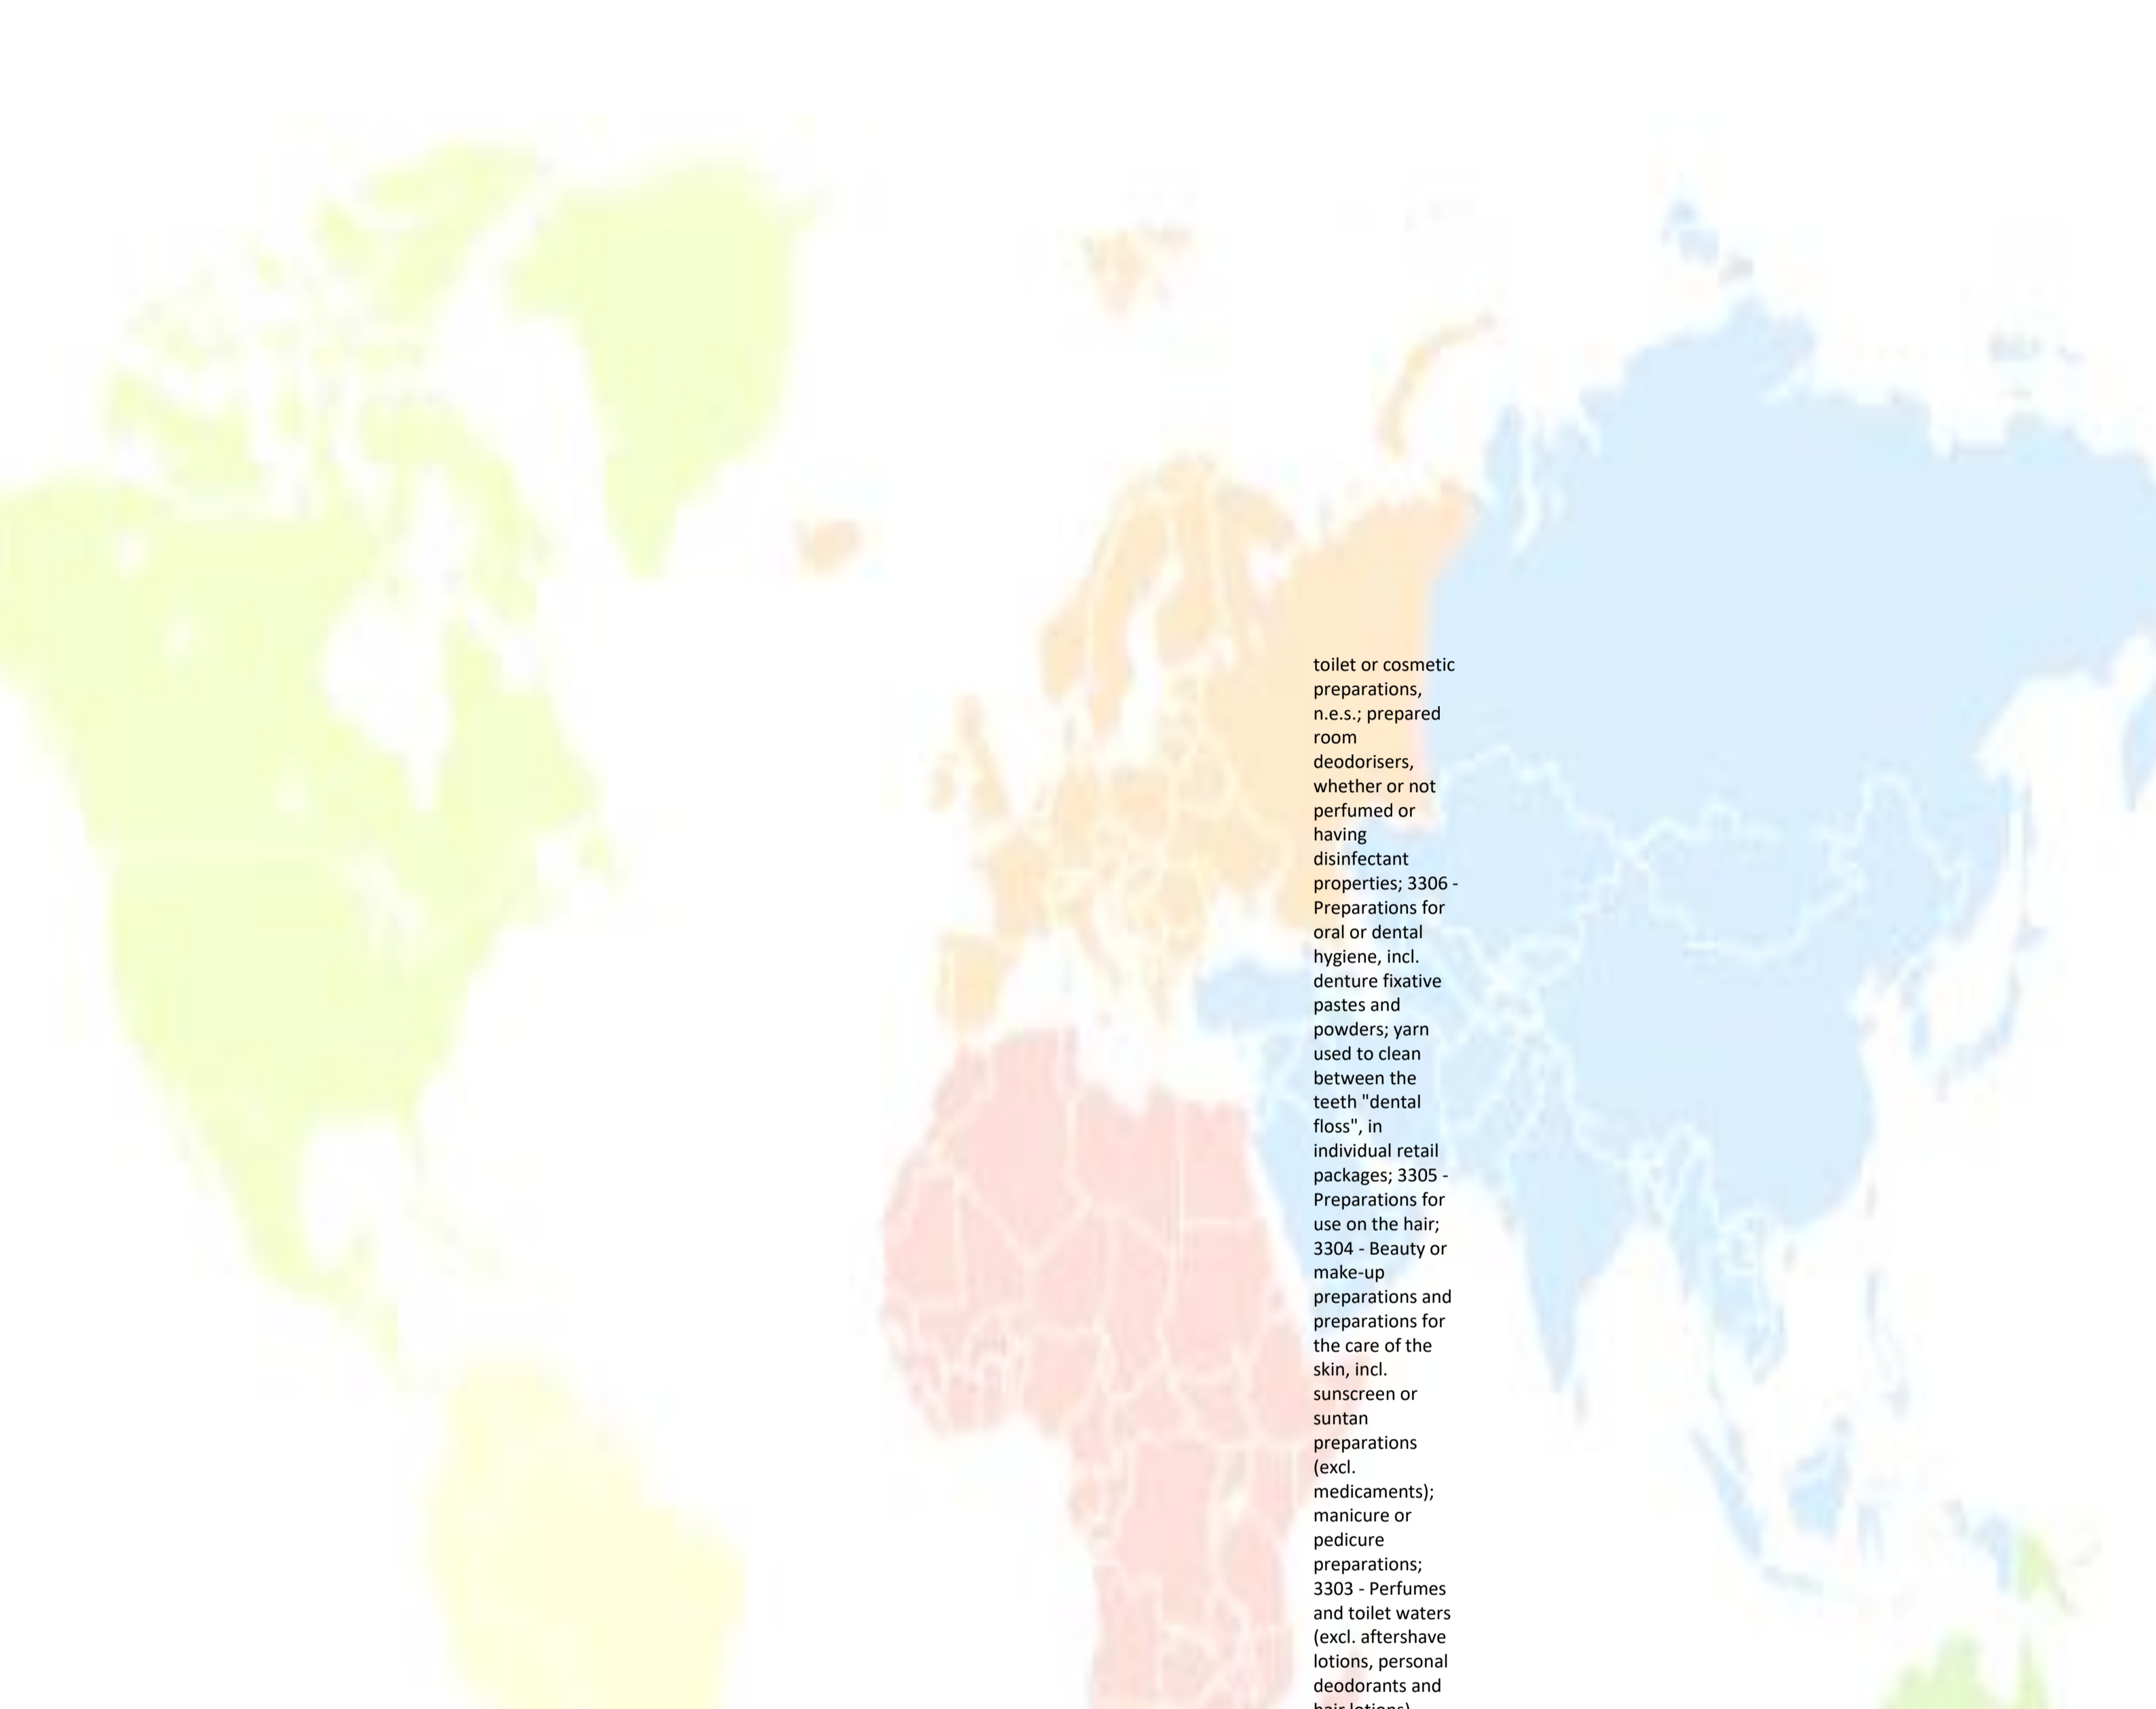 toilet or cosmetic
preparations,
n.e.s.; prepared
room
deodorisers,
whether or not
perfumed or
having
disinfectant
properties; 3306 -
Preparations for
oral or dental
hygiene, incl.
denture fixative
pastes and
powders; yarn
used to clean
between the
teeth "dental
floss", in
individual retail
packages; 3305 -
Preparations for
use on the hair;
3304 - Beauty or
make-up
preparations and
preparations for
the care of the
skin, incl.
sunscreen or
suntan
preparations
(excl.
medicaments);
manicure or
pedicure
preparations;
3303 - Perfumes
and toilet waters
(excl. aftershave
lotions, personal
deodorants and
hair lotions)